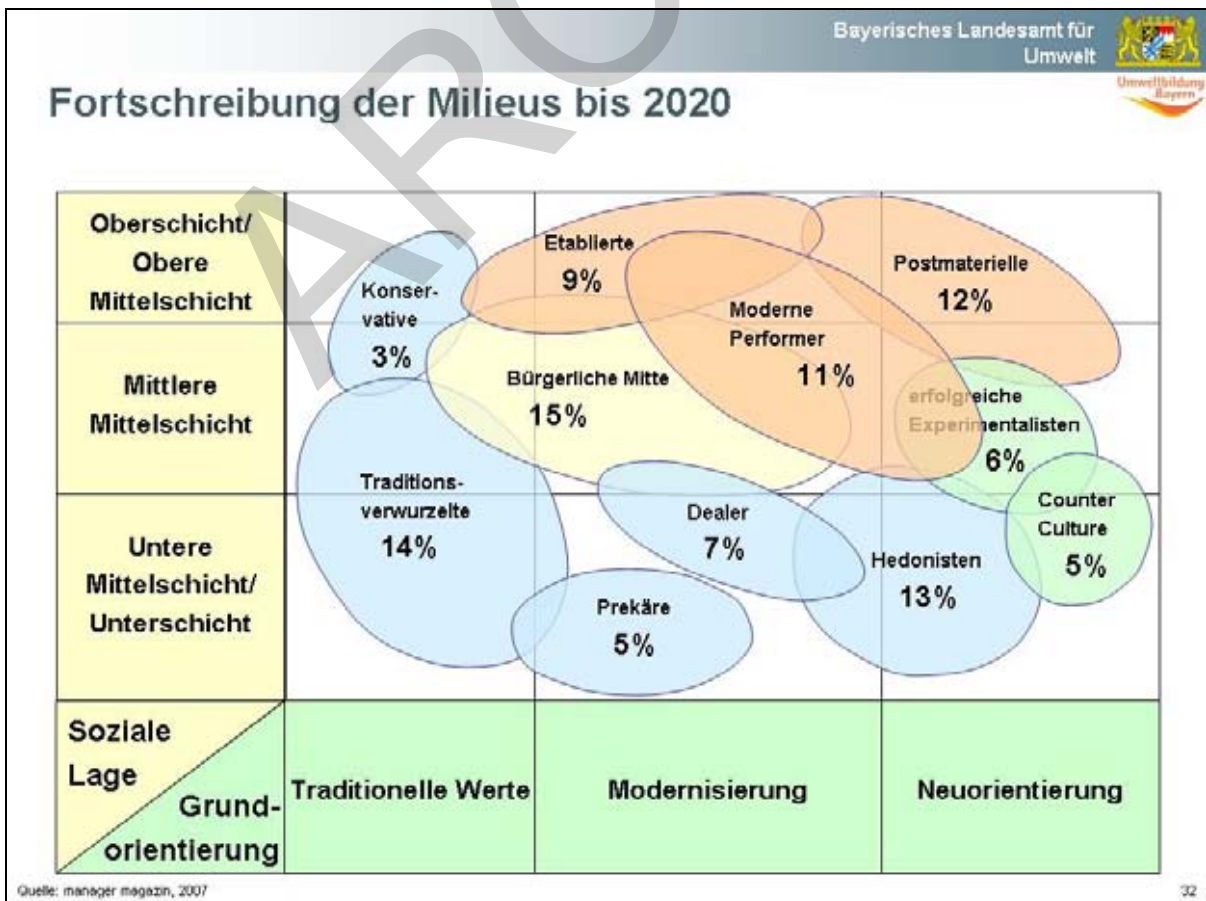 Bayerisches Landesamt für
Umwelt
Umweltbildung
Bayern
Fortschreibung der Milieus bis 2020
ARC
Oberschicht/
Obere
Mittelschicht
Mittlere
Mittelschicht
Untere
Mittelschicht/
Unterschicht
Konser-
vative
3%
Etablierte
9%
Moderne
Performer
11%
Postmaterielle
12%
Bürgerliche Mitte
15%
erfolgreiche
Experimentalisten
6%
Traditions-
verwurzelte
14%
Dealer
7%
Hedonisten
13%
Counter
Culture
5%
Prekäre
5%
Soziale
Lage
Grund-
orientierung
Traditionelle Werte
Modernisierung
Neuorientierung
Quelle: manager magazin, 2007
32